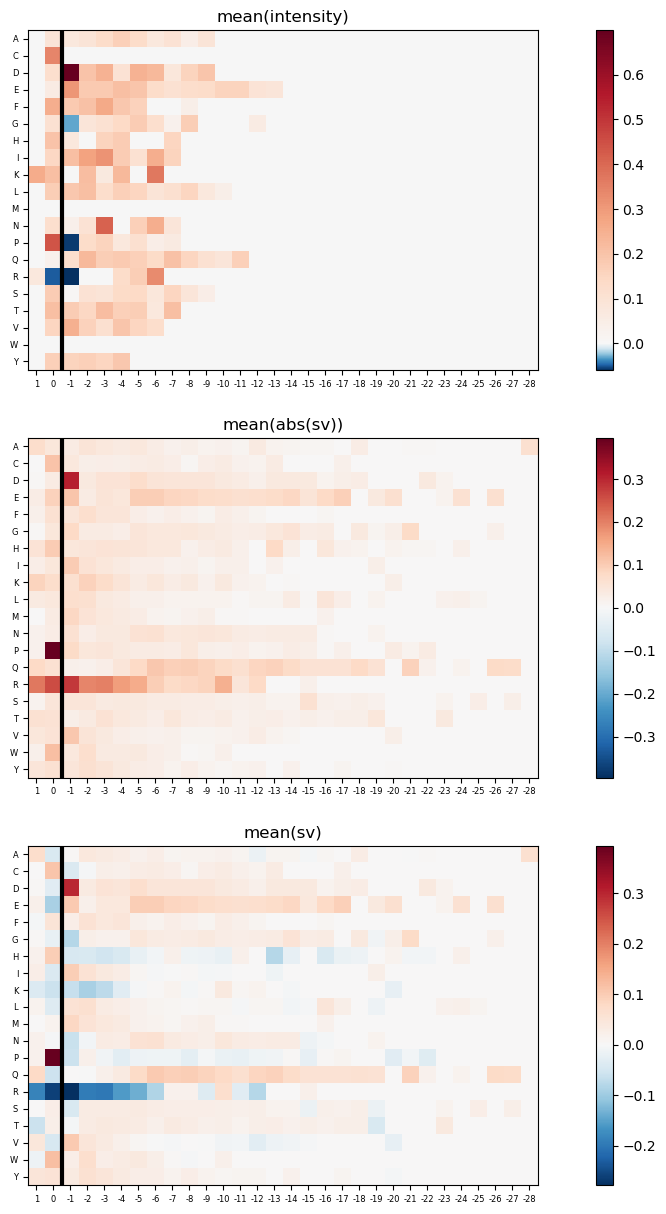 mean(intensity)
A
C
D
E
F
G
H
I
K
L
M
N
P
Q
R
S
T
V
W
Y
1 0 -1 -2 -3 -4 -5 -6 -7 -8 -9 -10 -11 -12 -13 -14 -15 -16 -17 -18 -19 -20 -21 -22 -23 -24 -25 -26 -27 -28
0.6
0.5
0.4
0.3
0.2
0.1
0.0
mean(abs(sv))
A
C
D
E
F
G
H
I
K
L
M
N
P
Q
R
S
T
V
W
Y
1 0 -1 -2 -3 -4 -5 -6 -7 -8 -9 -10 -11 -12 -13 -14 -15 -16 -17 -18 -19 -20 -21 -22 -23 -24 -25 -26 -27 -28
0.3
0.2
0.1
0.0
−0.1
−0.2
−0.3
mean(sv)
A
C
D
E
F
G
H
I
K
L
M
N
P
Q
R
S
T
V
W
Y
1 0 -1 -2 -3 -4 -5 -6 -7 -8 -9 -10 -11 -12 -13 -14 -15 -16 -17 -18 -19 -20 -21 -22 -23 -24 -25 -26 -27 -28
0.3
0.2
0.1
0.0
−0.1
−0.2